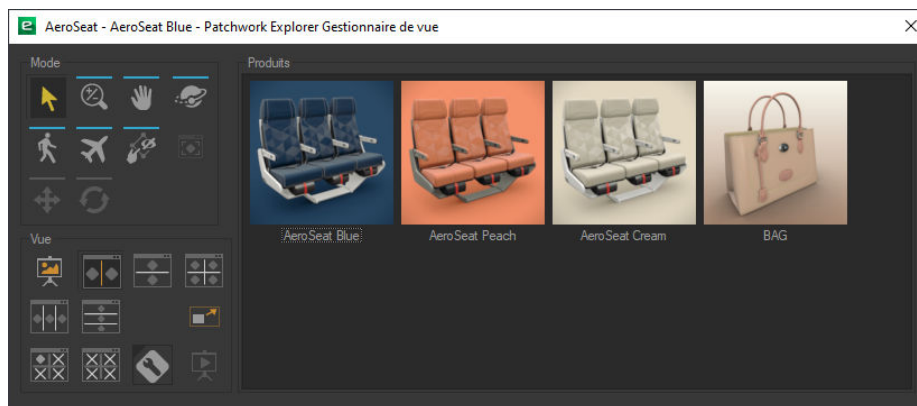 AeroSeat - AeroSeat Blue - Patchwork Explorer Gestionnaire de vue
Mode
Produits
AeroSeat Blue
AeroSeat Peach
AeroSeat Cream
BAG
Vue